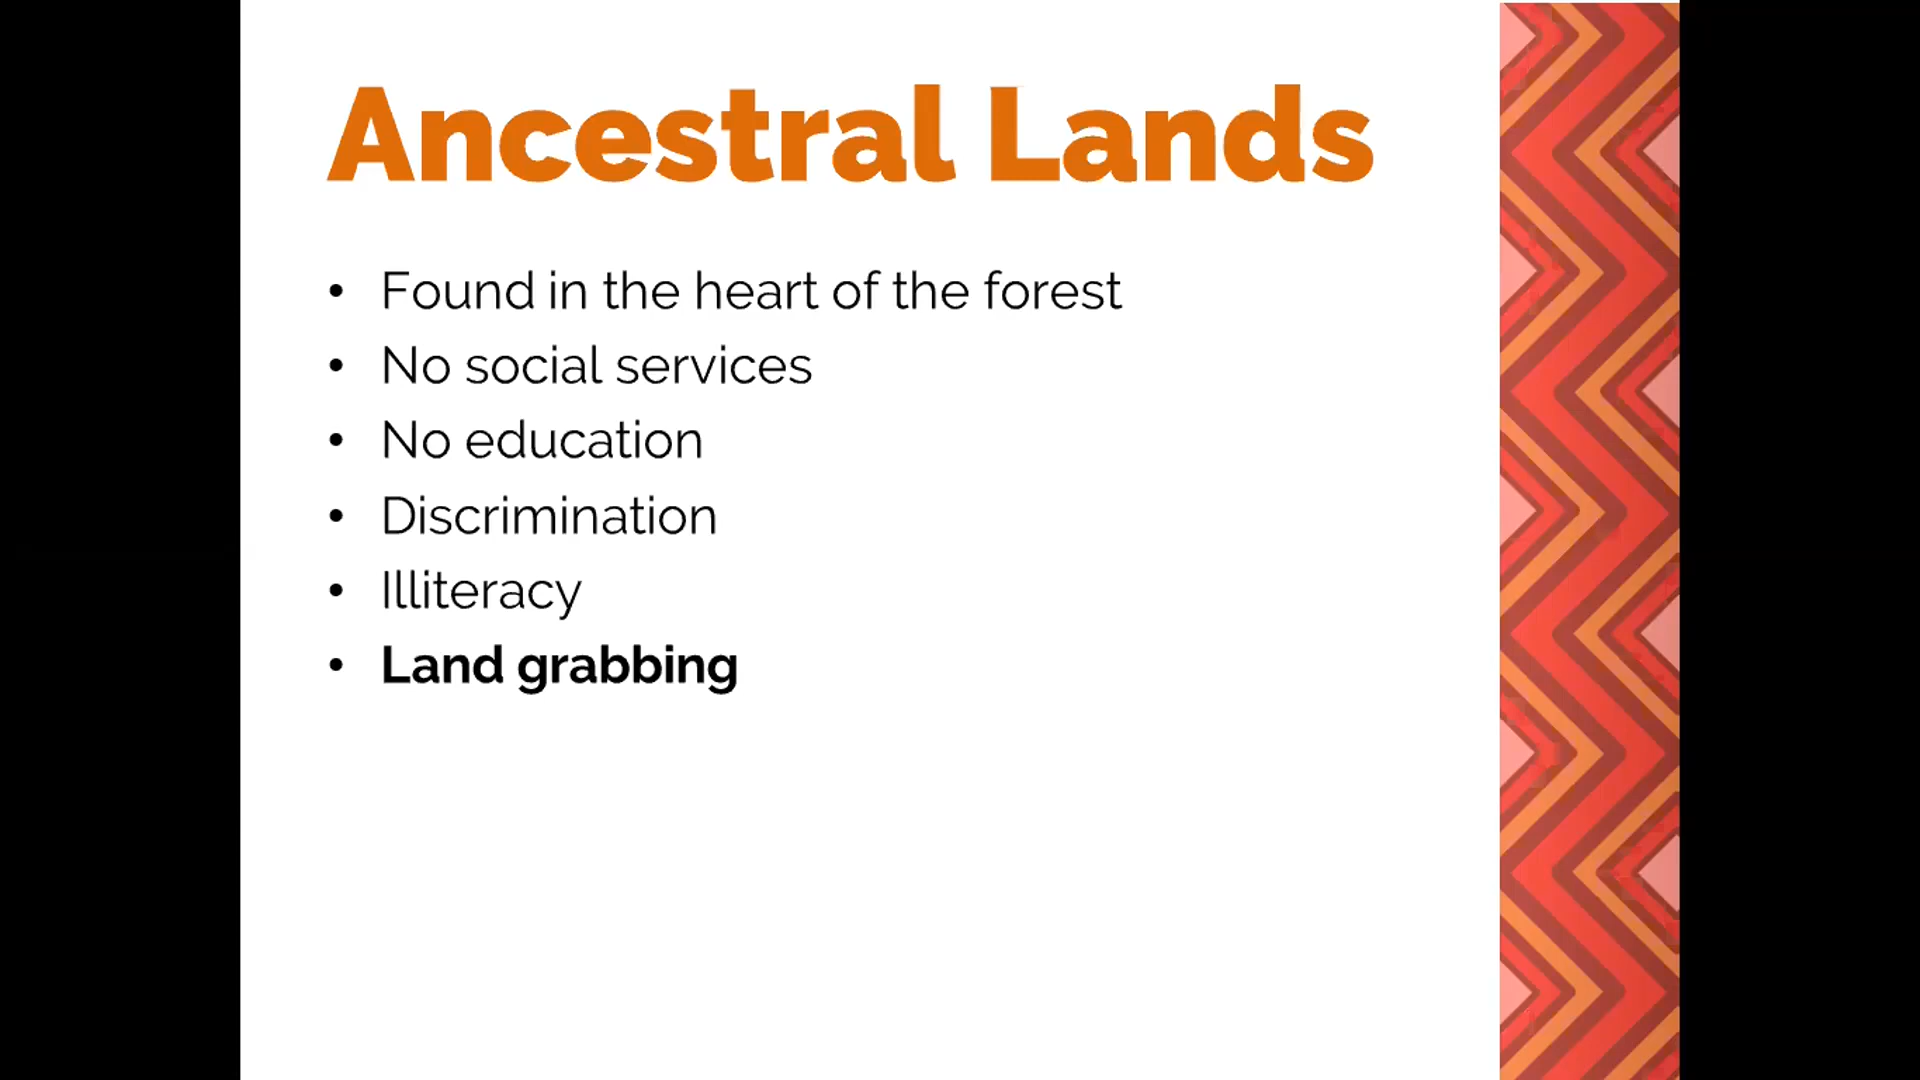 Ancestral Lands
• Found in the heart of the forest
• No social services
• No education
• Discrimination
• Illiteracy
• Land grabbing